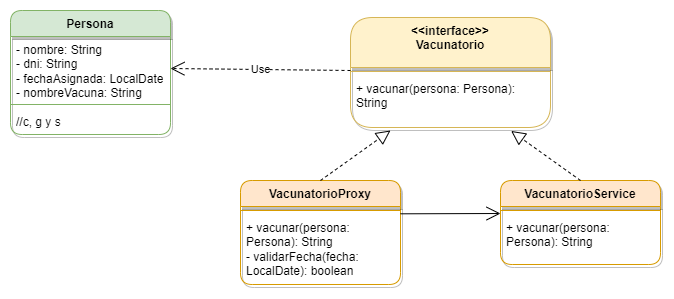 Persona
- nombre: String
- dni: String
- fechaAsignada: LocalDate
- nombreVacuna: String
//c, g y s
Use
<<interface>>
Vacunatorio
+ vacunar(persona: Persona):
String
VacunatorioProxy
+ vacunar(persona:
Persona): String
- validarFecha(fecha:
LocalDate): boolean
VacunatorioService
+ vacunar(persona:
Persona): String